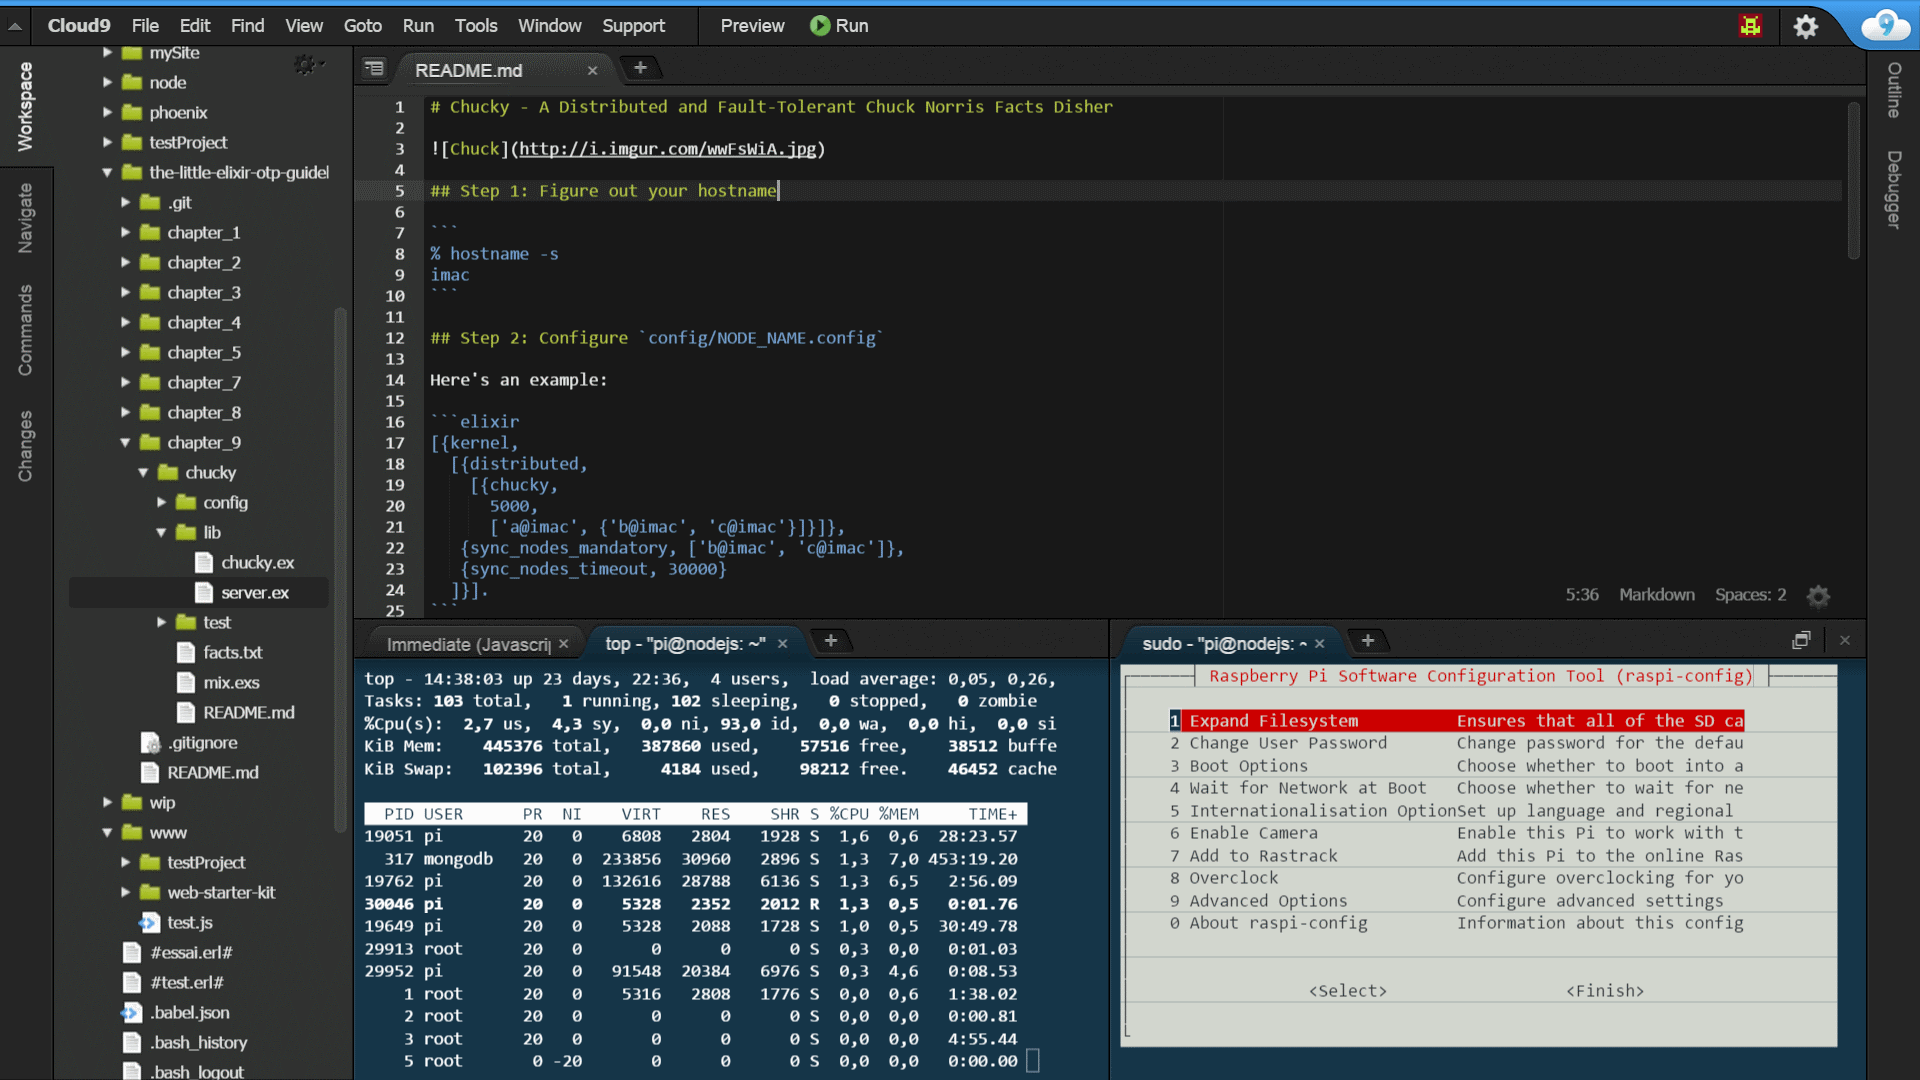 Cloud9 File Edit Find View Goto Run Tools Window Support Preview Run
Workspace
Navigate
Commands
Changes
mySite
node
phoenix
testProject
the-little-elixir-otp-guidel
.git
chapter_1
chapter_2
chapter_3
chapter_4
chapter_5
chapter_7
chapter_8
chapter_9
chucky
config
lib
chucky.ex
server.ex
test
facts.txt
mix.exs
README.md
.gitignore
README.md
wip
www
testProject
web-starter-kit
test.js
#essai.erl#
#test.erl#
.babel.json
.bash_history
.bash_logout
README.md
1 # Chucky - A Distributed and Fault-Tolerant Chuck Norris Facts Disher
2
3 ![Chuck](http://i.imgur.com/wwFsWiA.jpg)
4
5 ## Step 1: Figure out your hostname
6
7 ```
8 % hostname -s
9 imac
10 ```
11
12 ## Step 2: Configure `config/NODE_NAME.config`
13
14 Here's an example:
15
16 ```elixir
17 [{kernel,
18 [{distributed,
19 [{chucky,
20 5000,
21 ['a@imac', {'b@imac', 'c@imac'}]}]},
22 {sync_nodes_mandatory, ['b@imac', 'c@imac']},
23 {sync_nodes_timeout, 30000}
24 ]}].
25 ```
5:36 Markdown Spaces: 2
Outline
Debugger
Immediate (Javascrip
top - "pi@nodejs: ~"
top - 14:38:03 up 23 days, 22:36, 4 users, load average: 0,05, 0,26,
Tasks: 103 total, 1 running, 102 sleeping, 0 stopped, 0 zombie
%Cpu(s): 2,7 us, 4,3 sy, 0,0 ni, 93,0 id, 0,0 wa, 0,0 hi, 0,0 si
KiB Mem: 445376 total, 387860 used, 57516 free, 38512 buffe
KiB Swap: 102396 total, 4184 used, 98212 free. 46452 cache
PID USER PR NI VIRT RES SHR S %CPU %MEM TIME+
19051 pi 20 0 6808 2804 1928 S 1,6 0,6 28:23.57
317 mongodb 20 0 233856 30960 2896 S 1,3 7,0 453:19.20
19762 pi 20 0 132616 28788 6136 S 1,3 6,5 2:56.09
30046 pi 20 0 5328 2352 2012 R 1,3 0,5 0:01.76
19649 pi 20 0 5328 2088 1728 S 1,0 0,5 30:49.78
29913 root 20 0 0 0 0 S 0,3 0,0 0:01.03
29952 pi 20 0 91548 20384 6976 S 0,3 4,6 0:08.53
1 root 20 0 5316 2808 1776 S 0,0 0,6 1:38.02
2 root 20 0 0 0 0 S 0,0 0,0 0:00.81
3 root 20 0 0 0 0 S 0,0 0,0 4:55.44
5 root 0 -20 0 0 0 S 0,0 0,0 0:00.00
sudo - "pi@nodejs: ~
Raspberry Pi Software Configuration Tool (raspi-config)
1 Expand Filesystem Ensures that all of the SD ca
2 Change User Password Change password for the defau
3 Boot Options Choose whether to boot into a
4 Wait for Network at Boot Choose whether to wait for ne
5 Internationalisation OptionSet up language and regional
6 Enable Camera Enable this Pi to work with t
7 Add to Rastrack Add this Pi to the online Ras
8 Overclock Configure overclocking for yo
9 Advanced Options Configure advanced settings
0 About raspi-config Information about this config
<Select> <Finish>